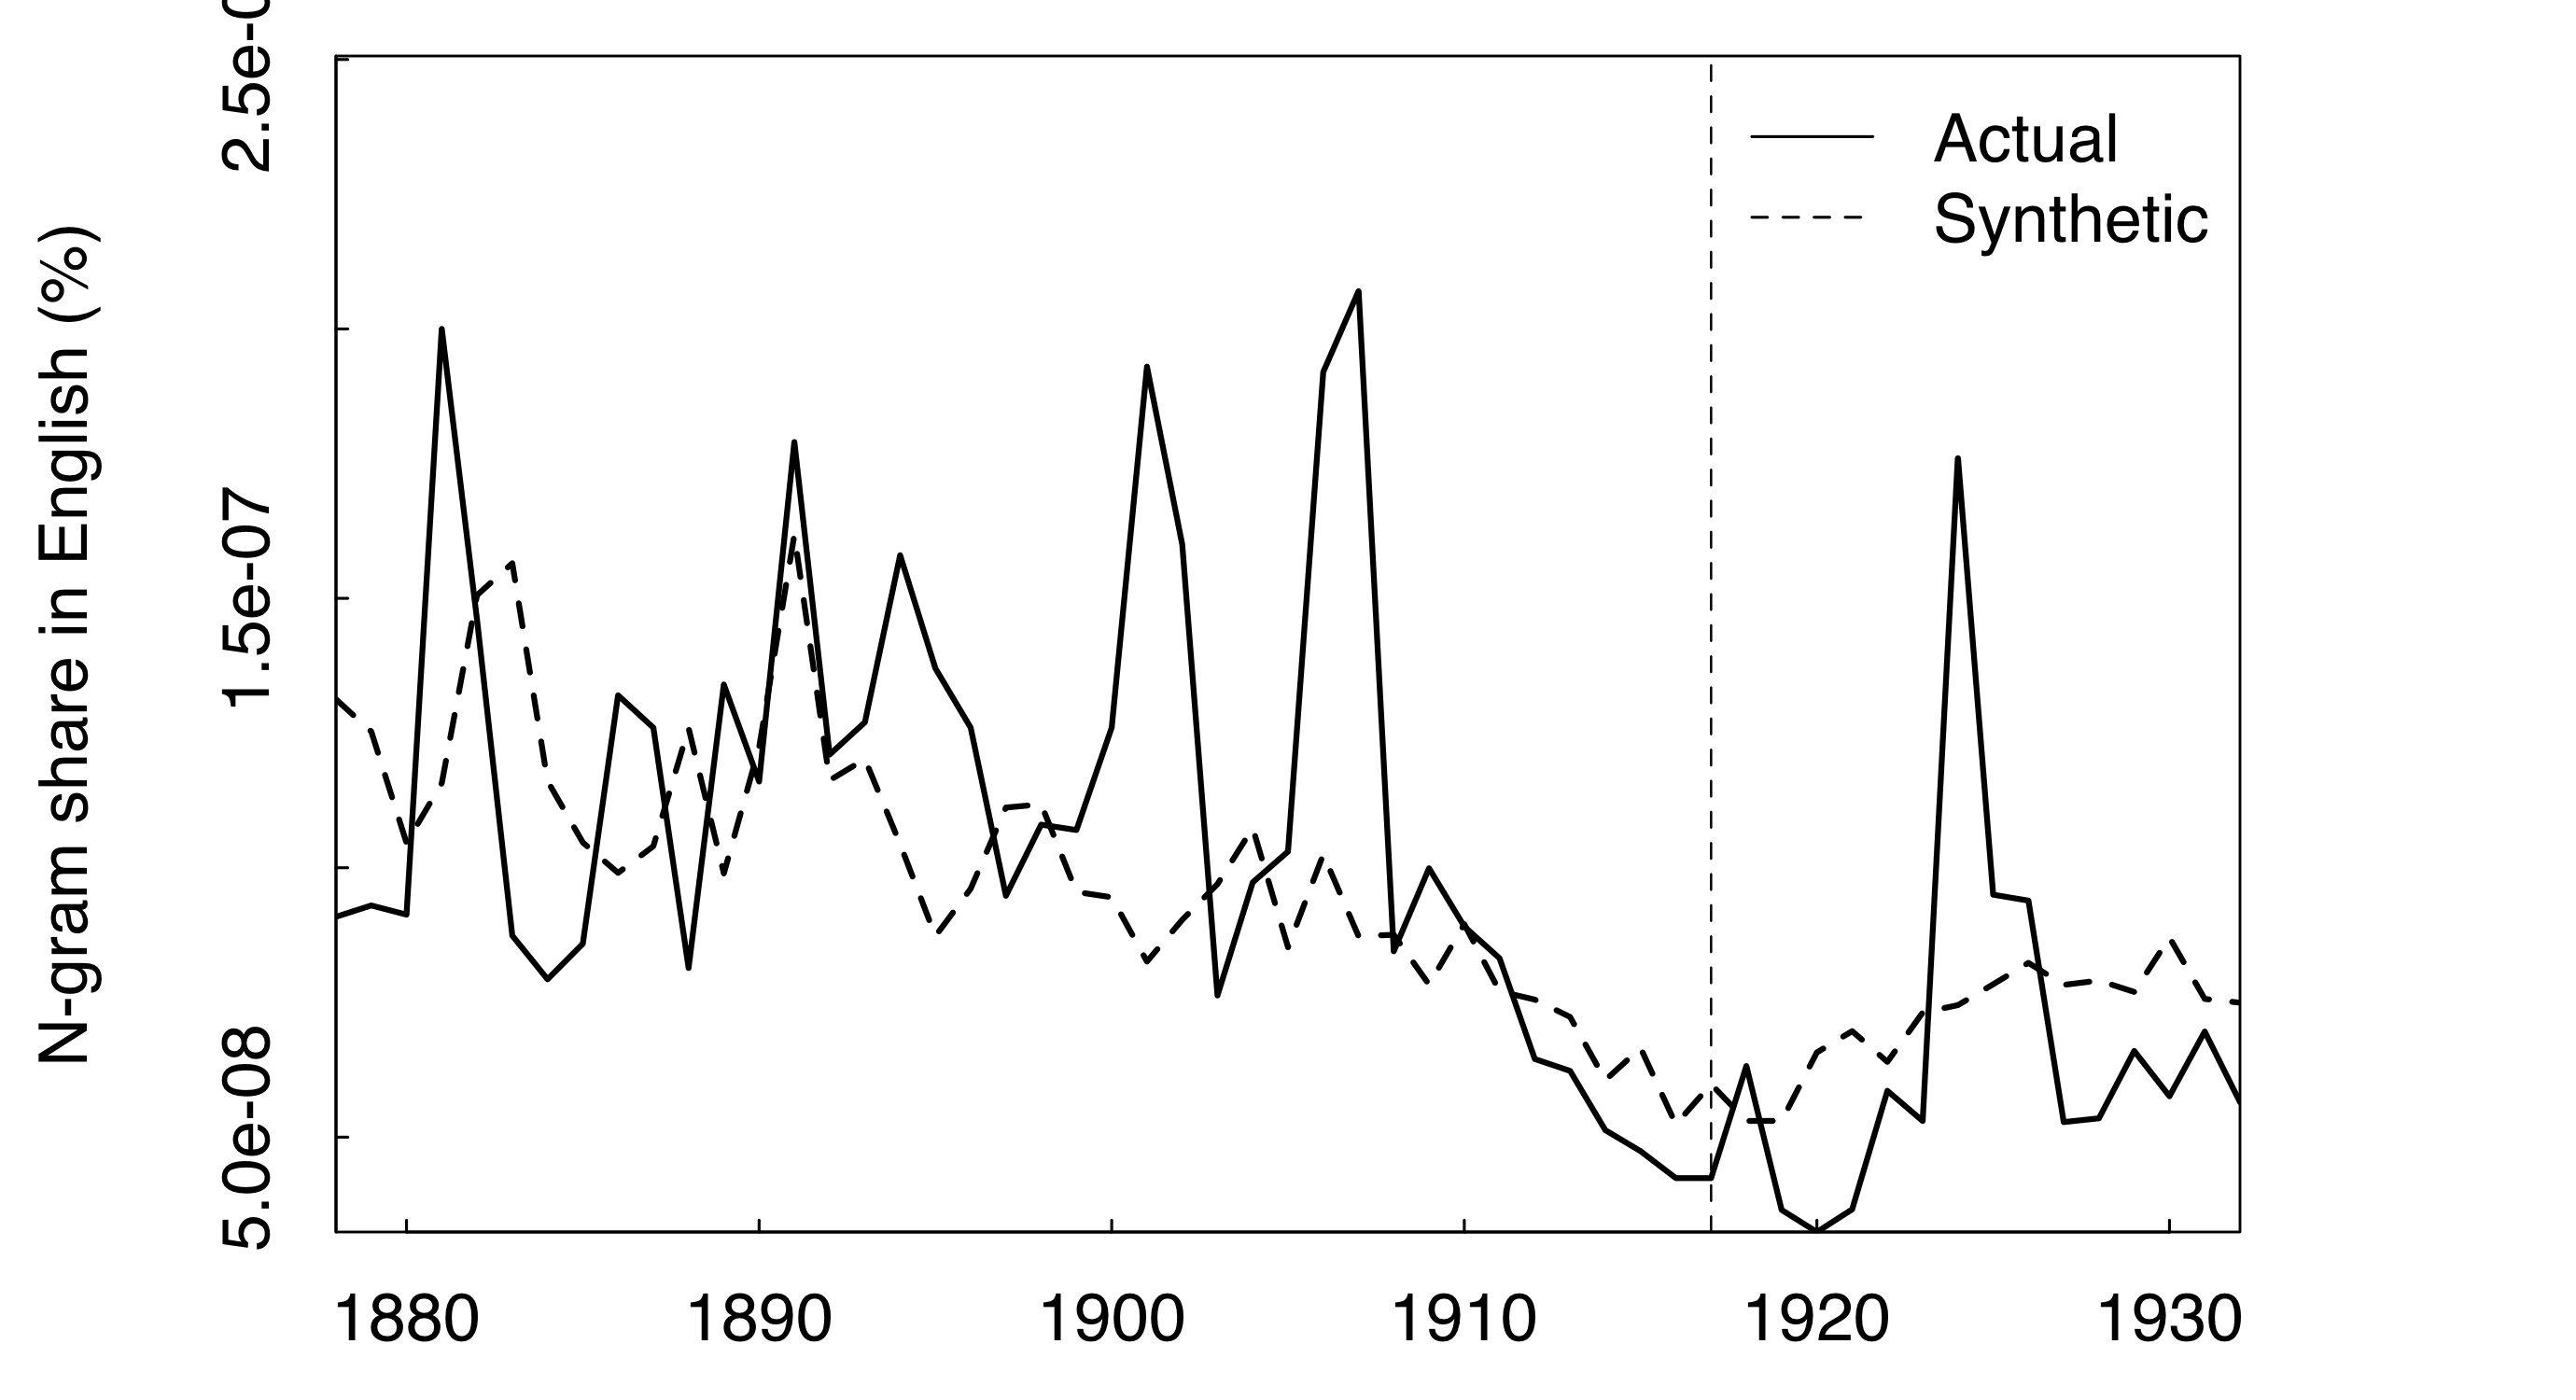 N-gram share in English (%)
2.5e-0
1.5e-07
5.0e-08
Actual
Synthetic
1880 1890 1900 1910 1920 1930